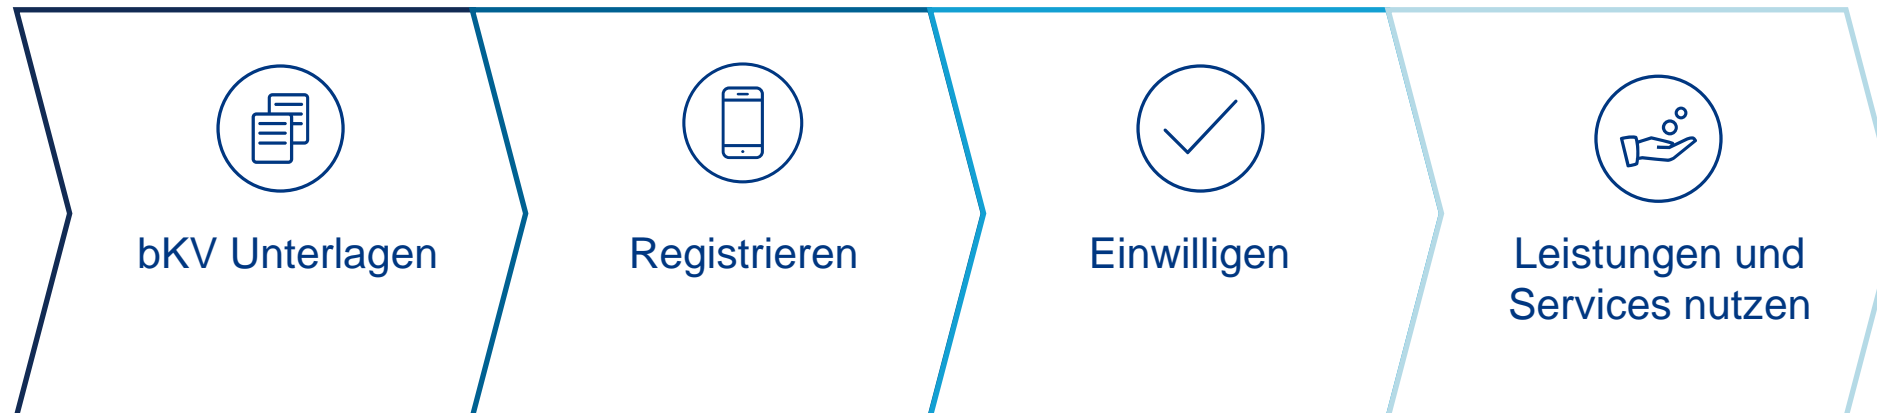 bKV Unterlagen
Registrieren
Einwilligen
Leistungen und
Services nutzen